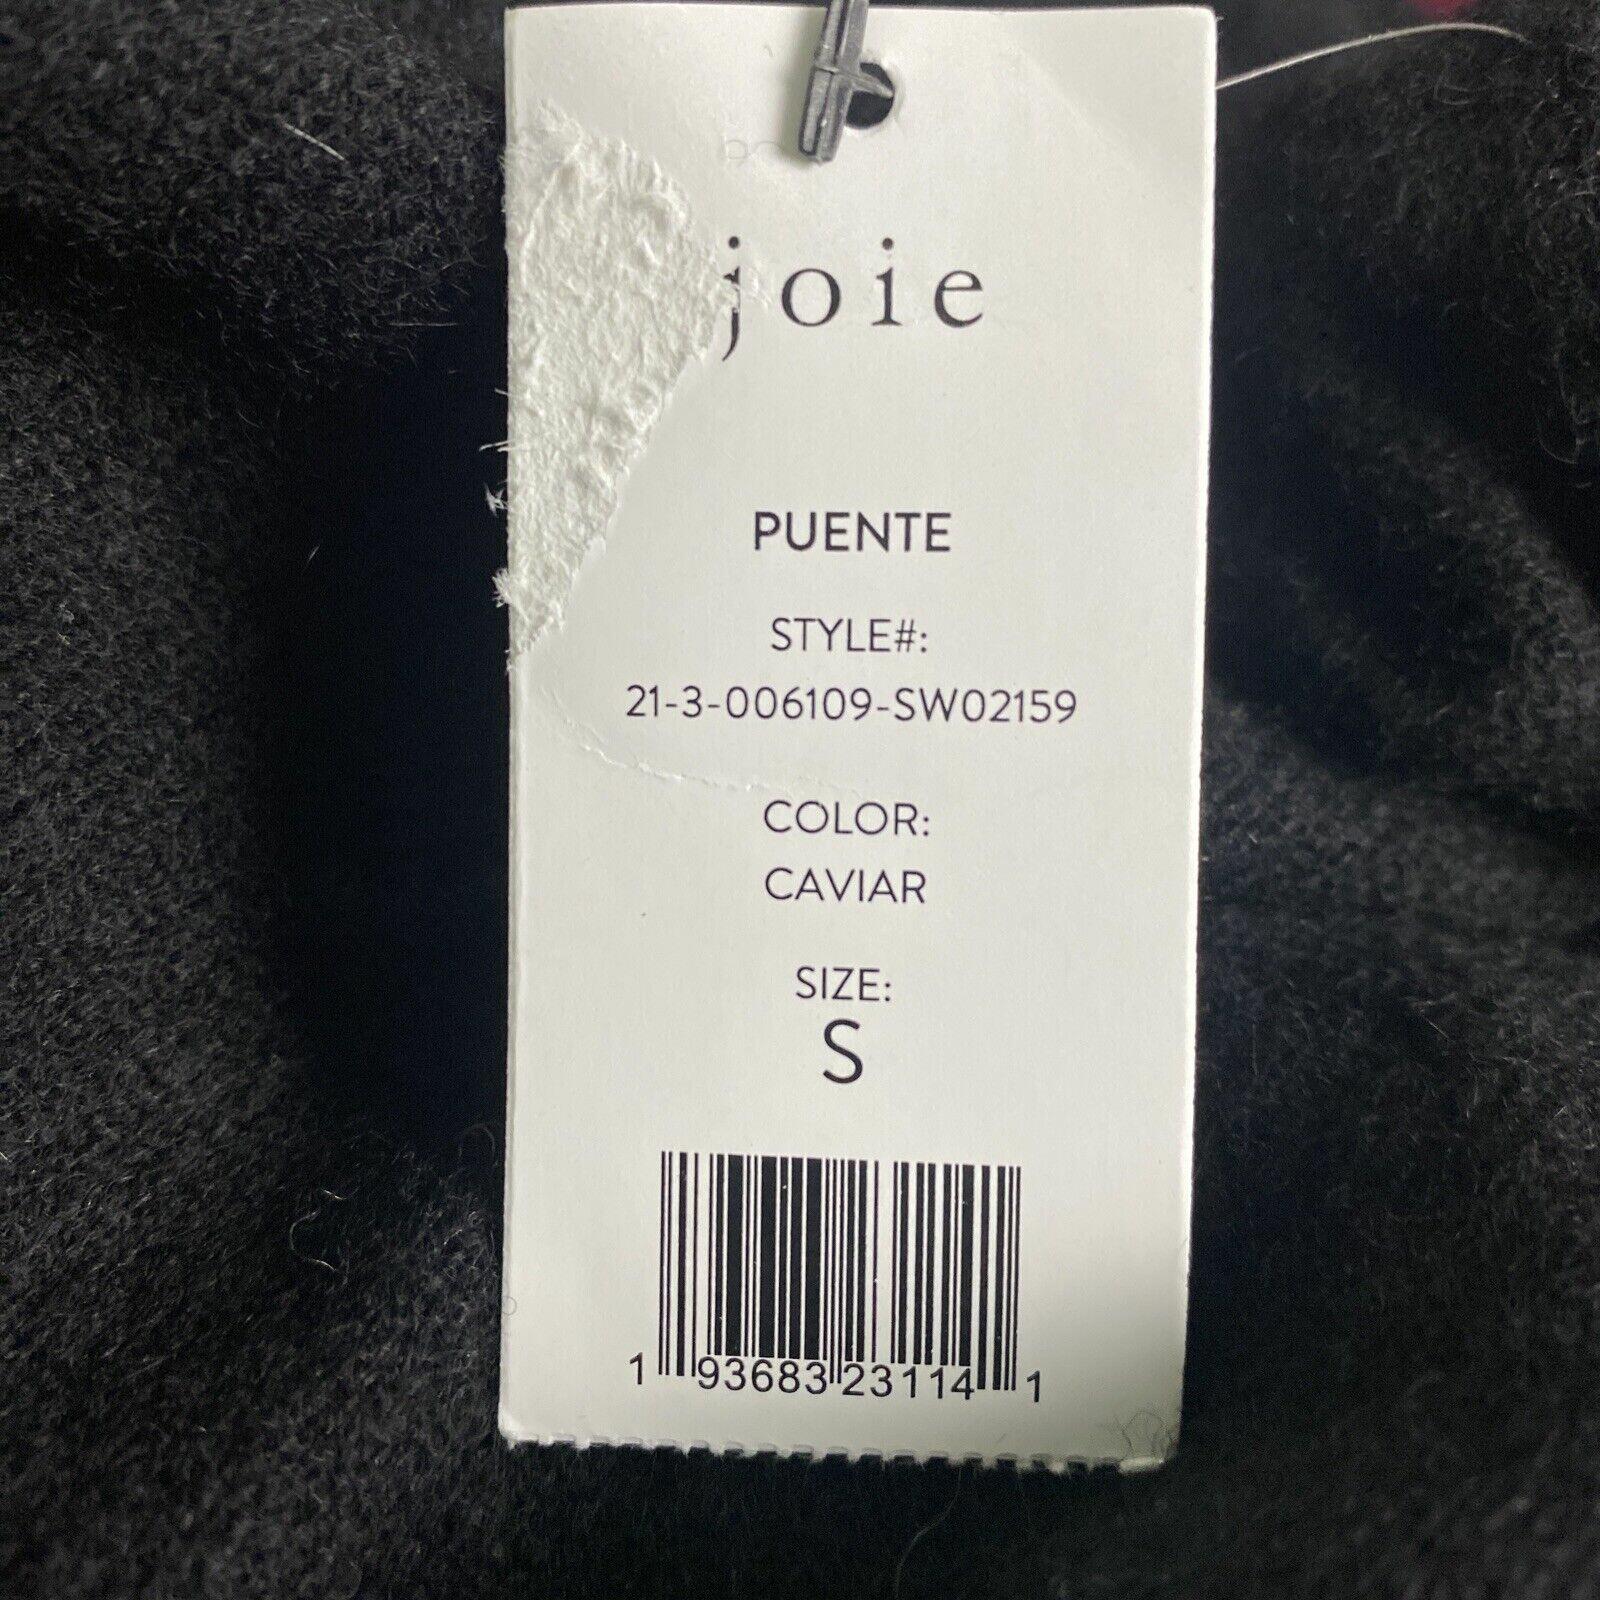 joie
PUENTE
STYLE#:
21-3-006109-SW02159
COLOR:
CAVIAR
SIZE:
S
1 93683 23114 1